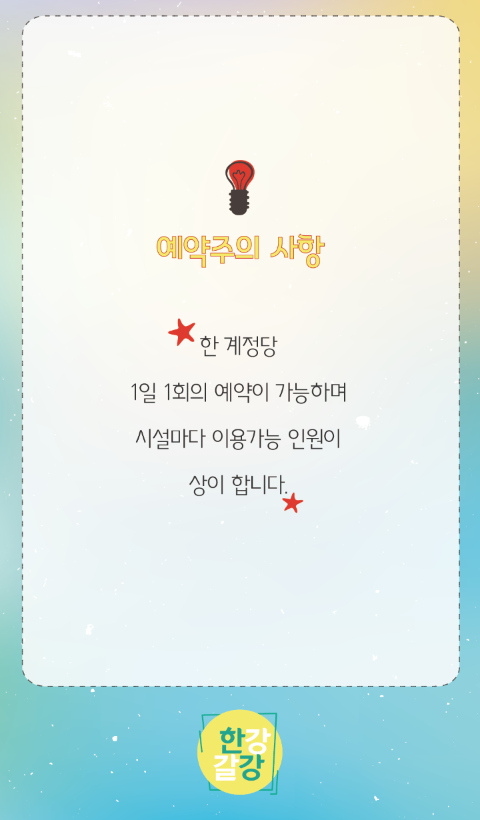 예약주의 사항
한 계정당
1일 1회의 예약이 가능하며
시설마다 이용가능 인원이
상이 합니다.
한강
갈강